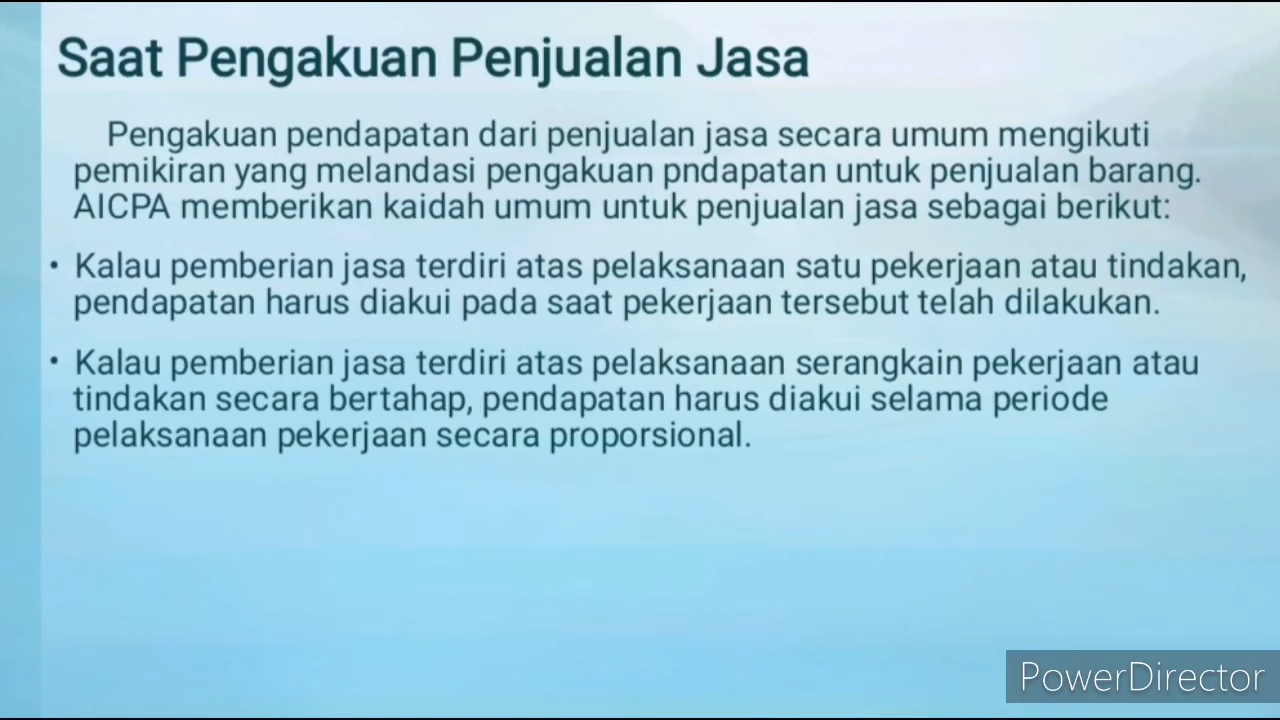 Saat Pengakuan Penjualan Jasa
Pengakuan pendapatan dari penjualan jasa secara umum mengikuti
pemikiran yang melandasi pengakuan pndapatan untuk penjualan barang.
AICPA memberikan kaidah umum untuk penjualan jasa sebagai berikut:
• Kalau pemberian jasa terdiri atas pelaksanaan satu pekerjaan atau tindakan,
pendapatan harus diakui pada saat pekerjaan tersebut telah dilakukan.
• Kalau pemberian jasa terdiri atas pelaksanaan serangkain pekerjaan atau
tindakan secara bertahap, pendapatan harus diakui selama periode
pelaksanaan pekerjaan secara proporsional.
PowerDirector